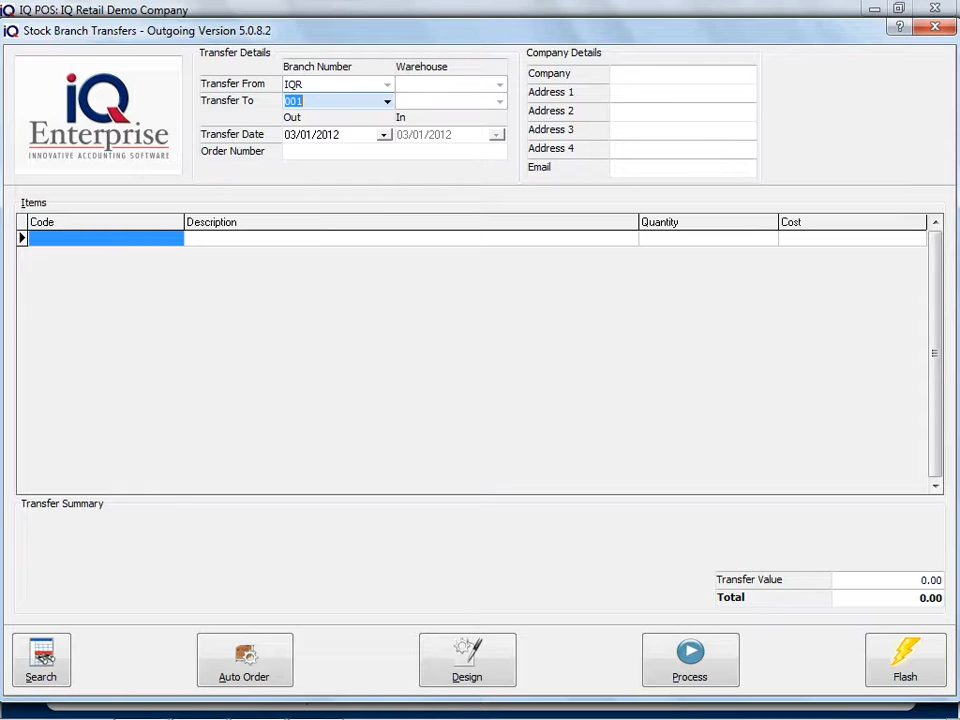 IQ POS: IQ Retail Demo Company
Stock Branch Transfers - Outgoing Version 5.0.8.2
iQ
Enterprise
INNOVATIVE ACCOUNTING SOFTWARE
Transfer Details
Branch Number Warehouse
Transfer From IQR
Transfer To 001
Out In
Transfer Date 03/01/2012 03/01/2012
Order Number
Company Details
Company
Address 1
Address 2
Address 3
Address 4
Email
Items
Code Description Quantity Cost
Transfer Summary
Transfer Value 0.00
Total 0.00
Search Auto Order Design Process Flash